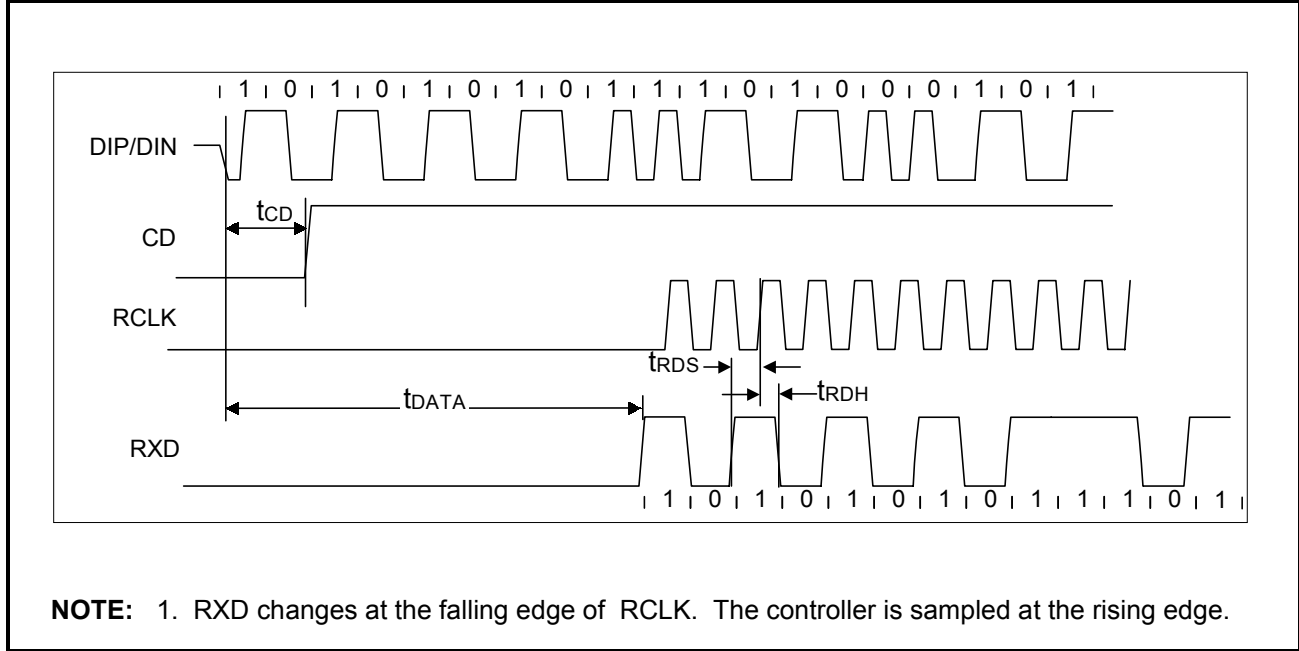 1 0 1 0 1 0 1 0 1 1 1 0 1 0 0 0 1 0 1
DIP/DIN
tCD
CD
RCLK
tRDS
tRDH
tDATA
RXD
1 0 1 0 1 0 1 0 1 1 1 0 1
NOTE: 1. RXD changes at the falling edge of RCLK. The controller is sampled at the rising edge.